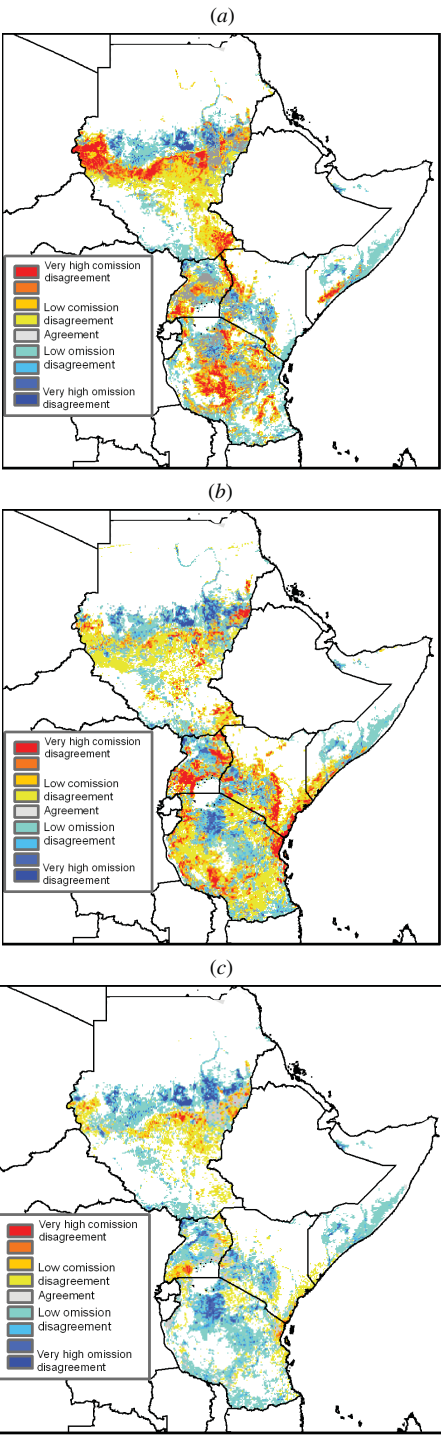 (a)
Very high comission
disagreement
Low comission
disagreement
Agreement
Low omission
disagreement
Very high omission
disagreement
(b)
Very high comission
disagreement
Low comission
disagreement
Agreement
Low omission
disagreement
Very high omission
disagreement
(c)
Very high comission
disagreement
Low comission
disagreement
Agreement
Low omission
disagreement
Very high omission
disagreement